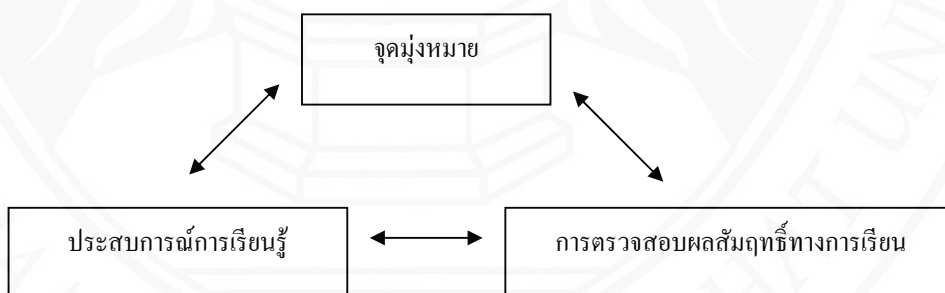 จุดมุ่งหมาย
ประสบการณ์การเรียนรู้
การตรวจสอบผลสัมฤทธิ์ทางการเรียน